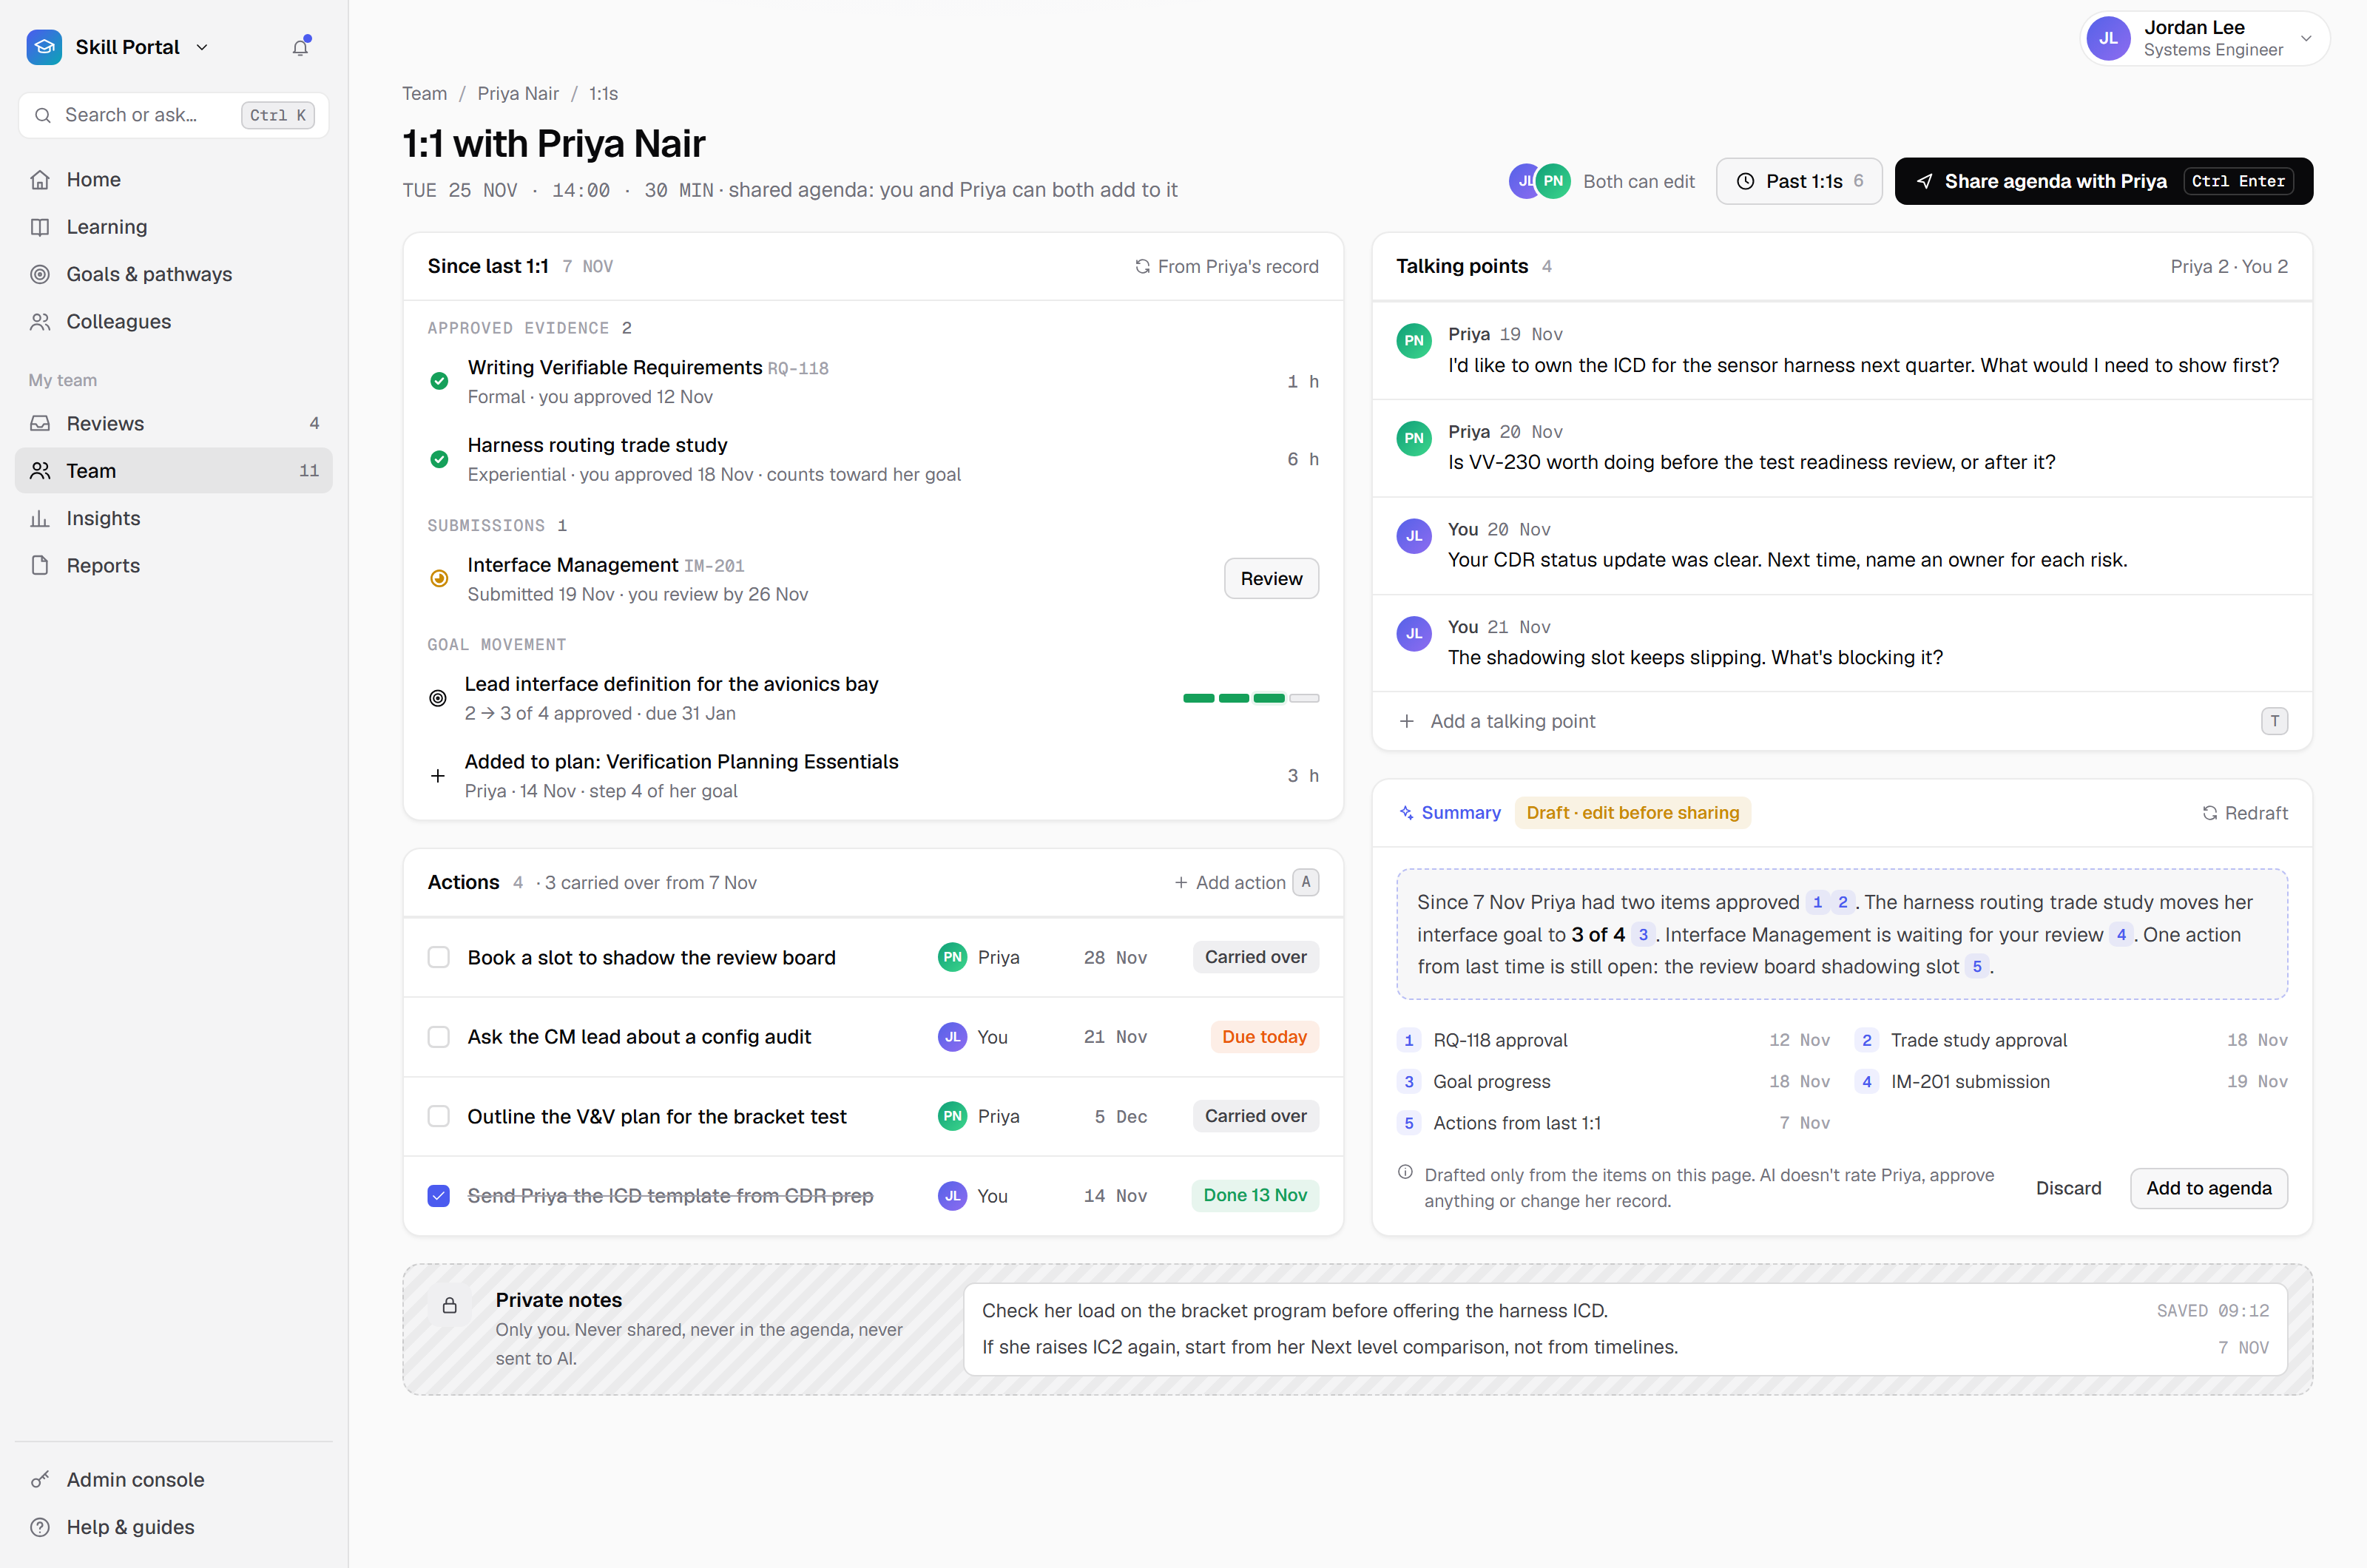 Skill Portal
Search or ask...
Ctrl K
Home
Learning
Goals & pathways
Colleagues
My team
Reviews 4
Team 11
Insights
Reports
Admin console
Help & guides
JL
Jordan Lee
Systems Engineer
Team / Priya Nair / 1:1s
1:1 with Priya Nair
TUE 25 NOV · 14:00 · 30 MIN · shared agenda: you and Priya can both add to it
JL PN Both can edit
Past 1:1s 6
Share agenda with Priya Ctrl Enter
Since last 1:1 7 NOV
From Priya's record
APPROVED EVIDENCE 2
Writing Verifiable Requirements RQ-118
Formal · you approved 12 Nov
1 h
Harness routing trade study
Experiential · you approved 18 Nov · counts toward her goal
6 h
SUBMISSIONS 1
Interface Management IM-201
Submitted 19 Nov · you review by 26 Nov
Review
GOAL MOVEMENT
Lead interface definition for the avionics bay
2 → 3 of 4 approved · due 31 Jan
Added to plan: Verification Planning Essentials
Priya · 14 Nov · step 4 of her goal
3 h
Actions 4 · 3 carried over from 7 Nov
Add action A
Book a slot to shadow the review board PN Priya 28 Nov Carried over
Ask the CM lead about a config audit JL You 21 Nov Due today
Outline the V&V plan for the bracket test PN Priya 5 Dec Carried over
Send Priya the ICD template from CDR prep JL You 14 Nov Done 13 Nov
Talking points 4
Priya 2 · You 2
PN Priya 19 Nov
I'd like to own the ICD for the sensor harness next quarter. What would I need to show first?
PN Priya 20 Nov
Is VV-230 worth doing before the test readiness review, or after it?
JL You 20 Nov
Your CDR status update was clear. Next time, name an owner for each risk.
JL You 21 Nov
The shadowing slot keeps slipping. What's blocking it?
Add a talking point T
Summary Draft · edit before sharing
Redraft
Since 7 Nov Priya had two items approved 1 2. The harness routing trade study moves her
interface goal to 3 of 4 3. Interface Management is waiting for your review 4. One action
from last time is still open: the review board shadowing slot 5.
1 RQ-118 approval 12 Nov
2 Trade study approval 18 Nov
3 Goal progress 18 Nov
4 IM-201 submission 19 Nov
5 Actions from last 1:1 7 Nov
Drafted only from the items on this page. AI doesn't rate Priya, approve
anything or change her record.
Discard
Add to agenda
Private notes
Only you. Never shared, never in the agenda, never
sent to AI.
Check her load on the bracket program before offering the harness ICD. SAVED 09:12
If she raises IC2 again, start from her Next level comparison, not from timelines. 7 NOV